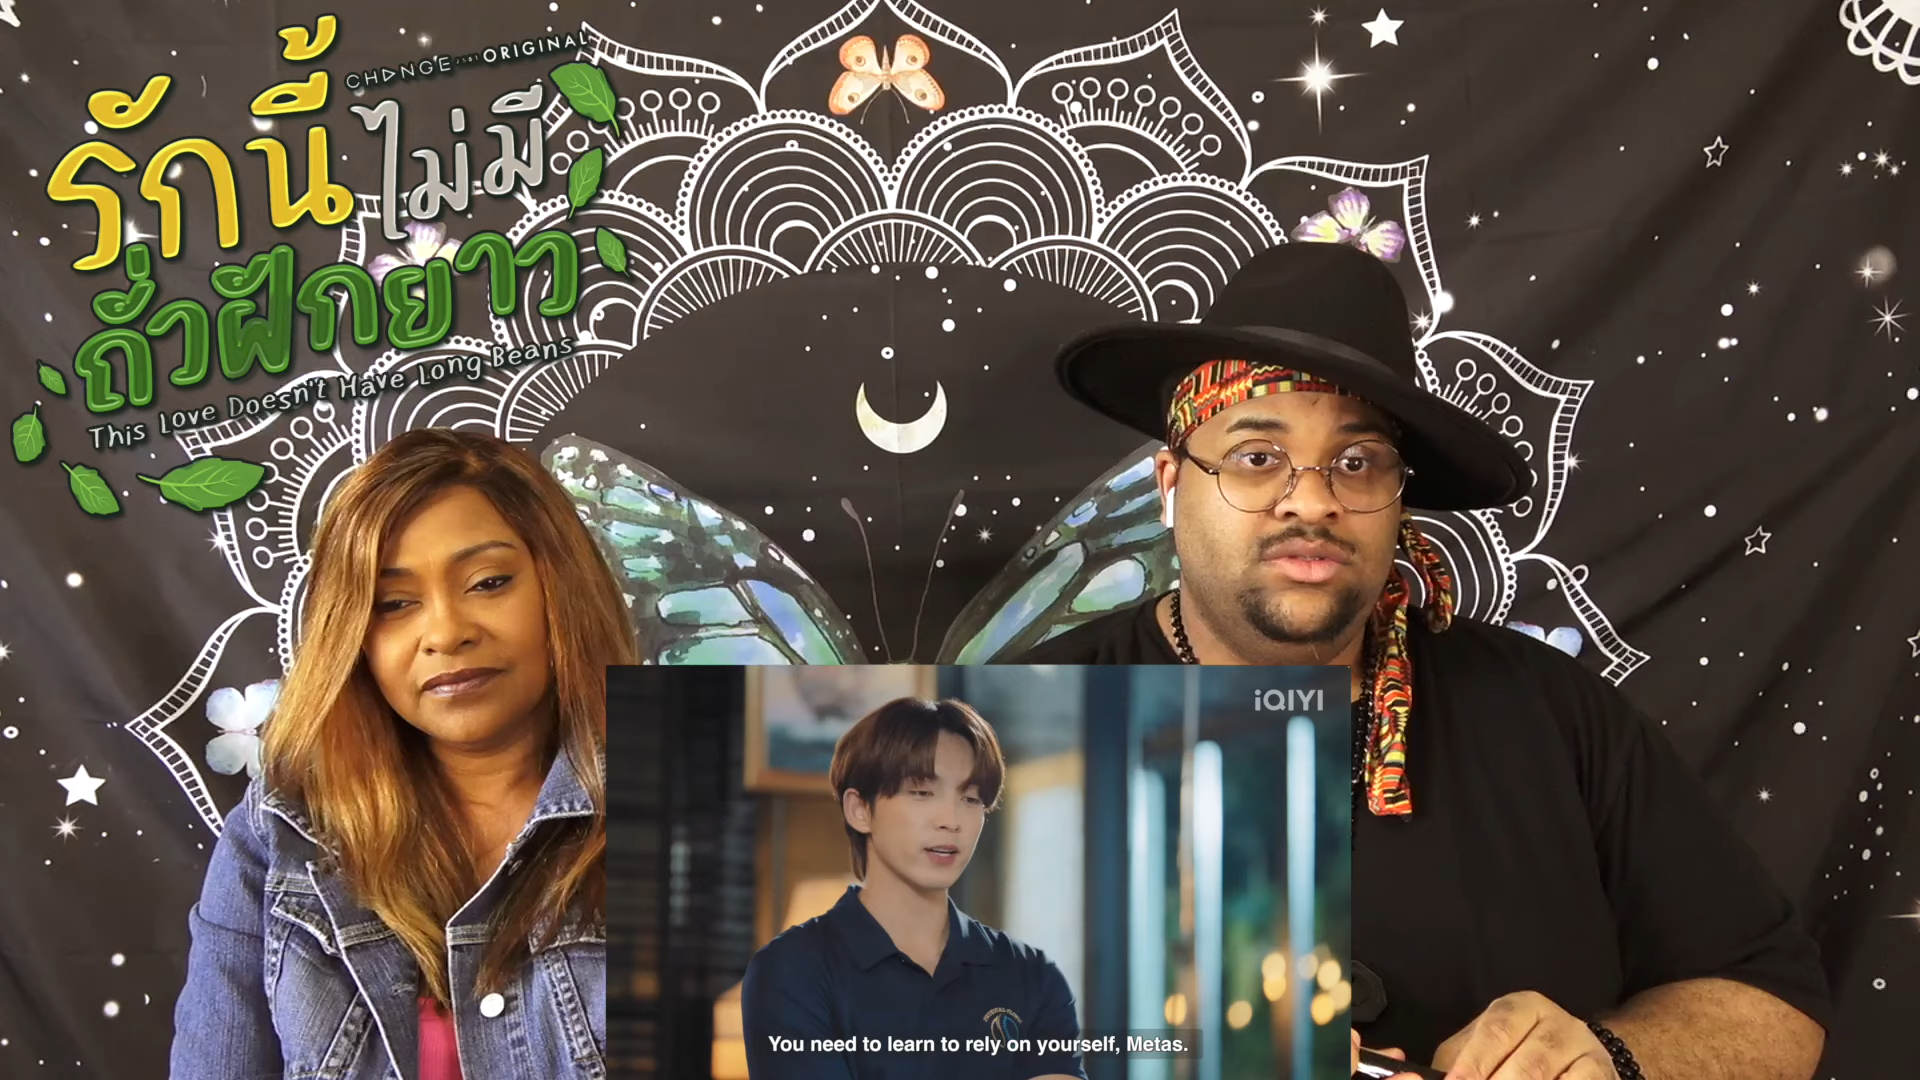 CHANGE2561 ORIGINAL
รักนี้ไม่มี
ถั่วฝักยาว
This Love Doesn't Have Long Beans
iQIYI
You need to learn to rely on yourself, Metas.